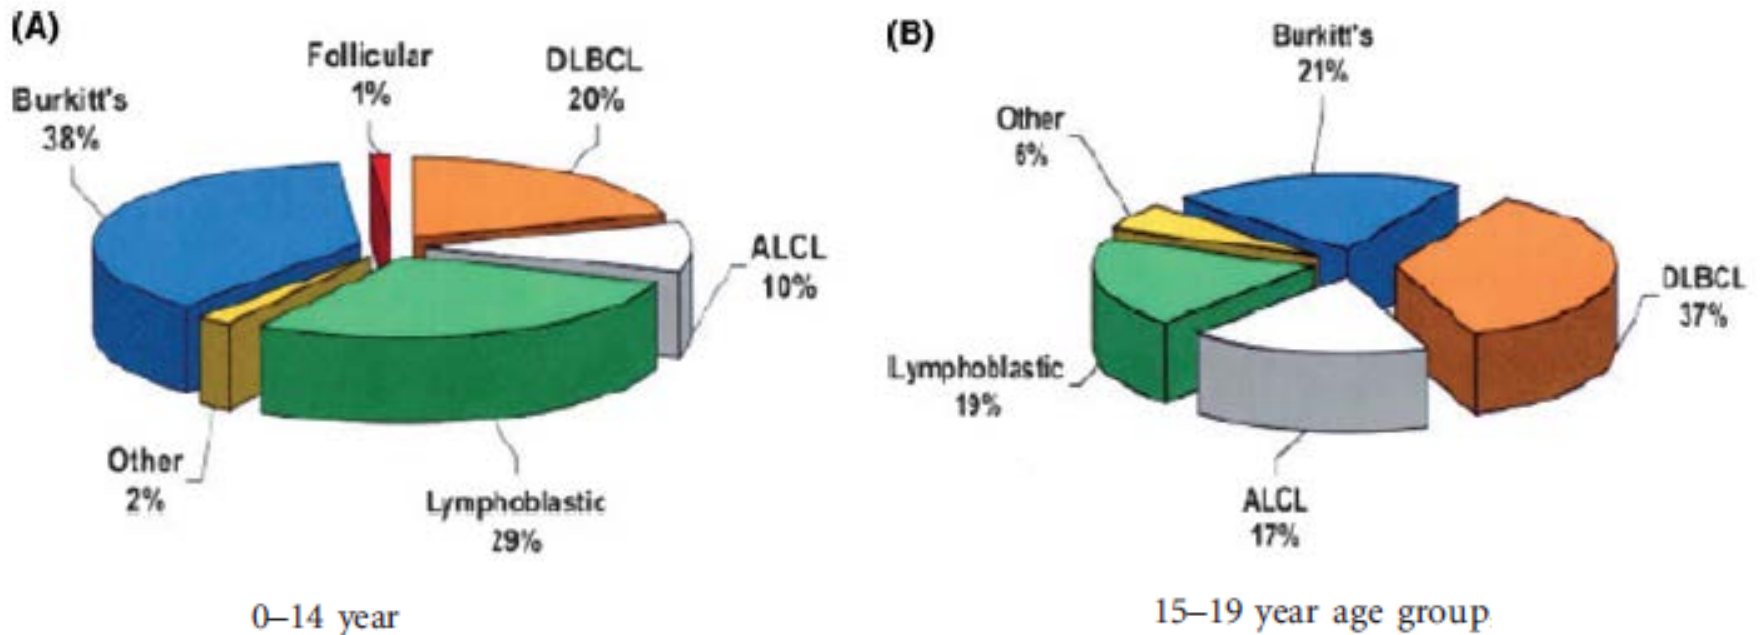 (A)
Follicular
1%
DLBCL
20%
Burkitt's
38%
ALCL
10%
Other
2%
Lymphoblastic
29%
0–14 year
(B)
Burkitt's
21%
Other
6%
DLBCL
37%
Lymphoblastic
19%
ALCL
17%
15–19 year age group